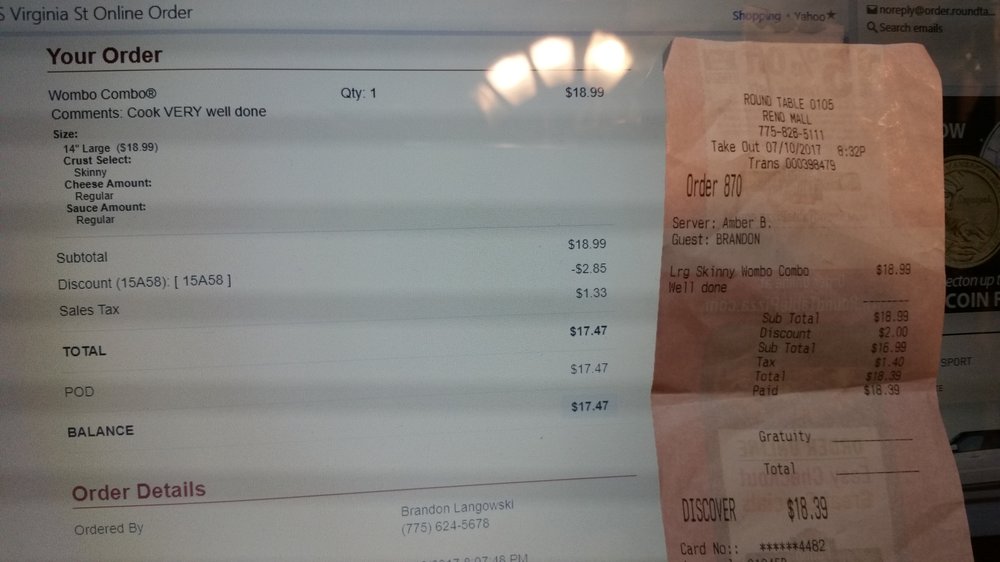 S Virginia St Online Order
Shopping • Yahoo
noreply@order.roundta...
Search emails
Your Order
Wombo Combo® Qty: 1 $18.99
Comments: Cook VERY well done
Size:
14" Large ($18.99)
Crust Select:
Skinny
Cheese Amount:
Regular
Sauce Amount:
Regular
Subtotal $18.99
Discount (15A58): [ 15A58 ] -$2.85
Sales Tax $1.33
TOTAL $17.47
POD $17.47
BALANCE $17.47
Order Details
Ordered By Brandon Langowski
(775) 624-5678
ROUND TABLE 0105
RENO MALL
775-828-5111
Take Out 07/10/2017 8:32P
Trans 000398479
Order 870
Server: Amber B.
Guest: BRANDON
Lrg Skinny Wombo Combo $18.99
Well done
Sub Total $18.99
Discount $2.00
Sub Total $16.99
Tax $1.40
Total $18.39
Paid $18.39
Gratuity
Total
DISCOVER $18.39
Card No:: ******4482
OW
ecton up t
COIN F
SPORT